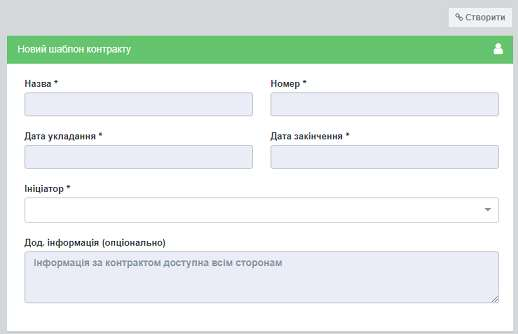 Створити
Новий шаблон контракту
Назва *
Номер *
Дата укладання *
Дата закінчення *
Ініціатор *
Дод. інформація (опціонально)
Інформація за контрактом доступна всім сторонам